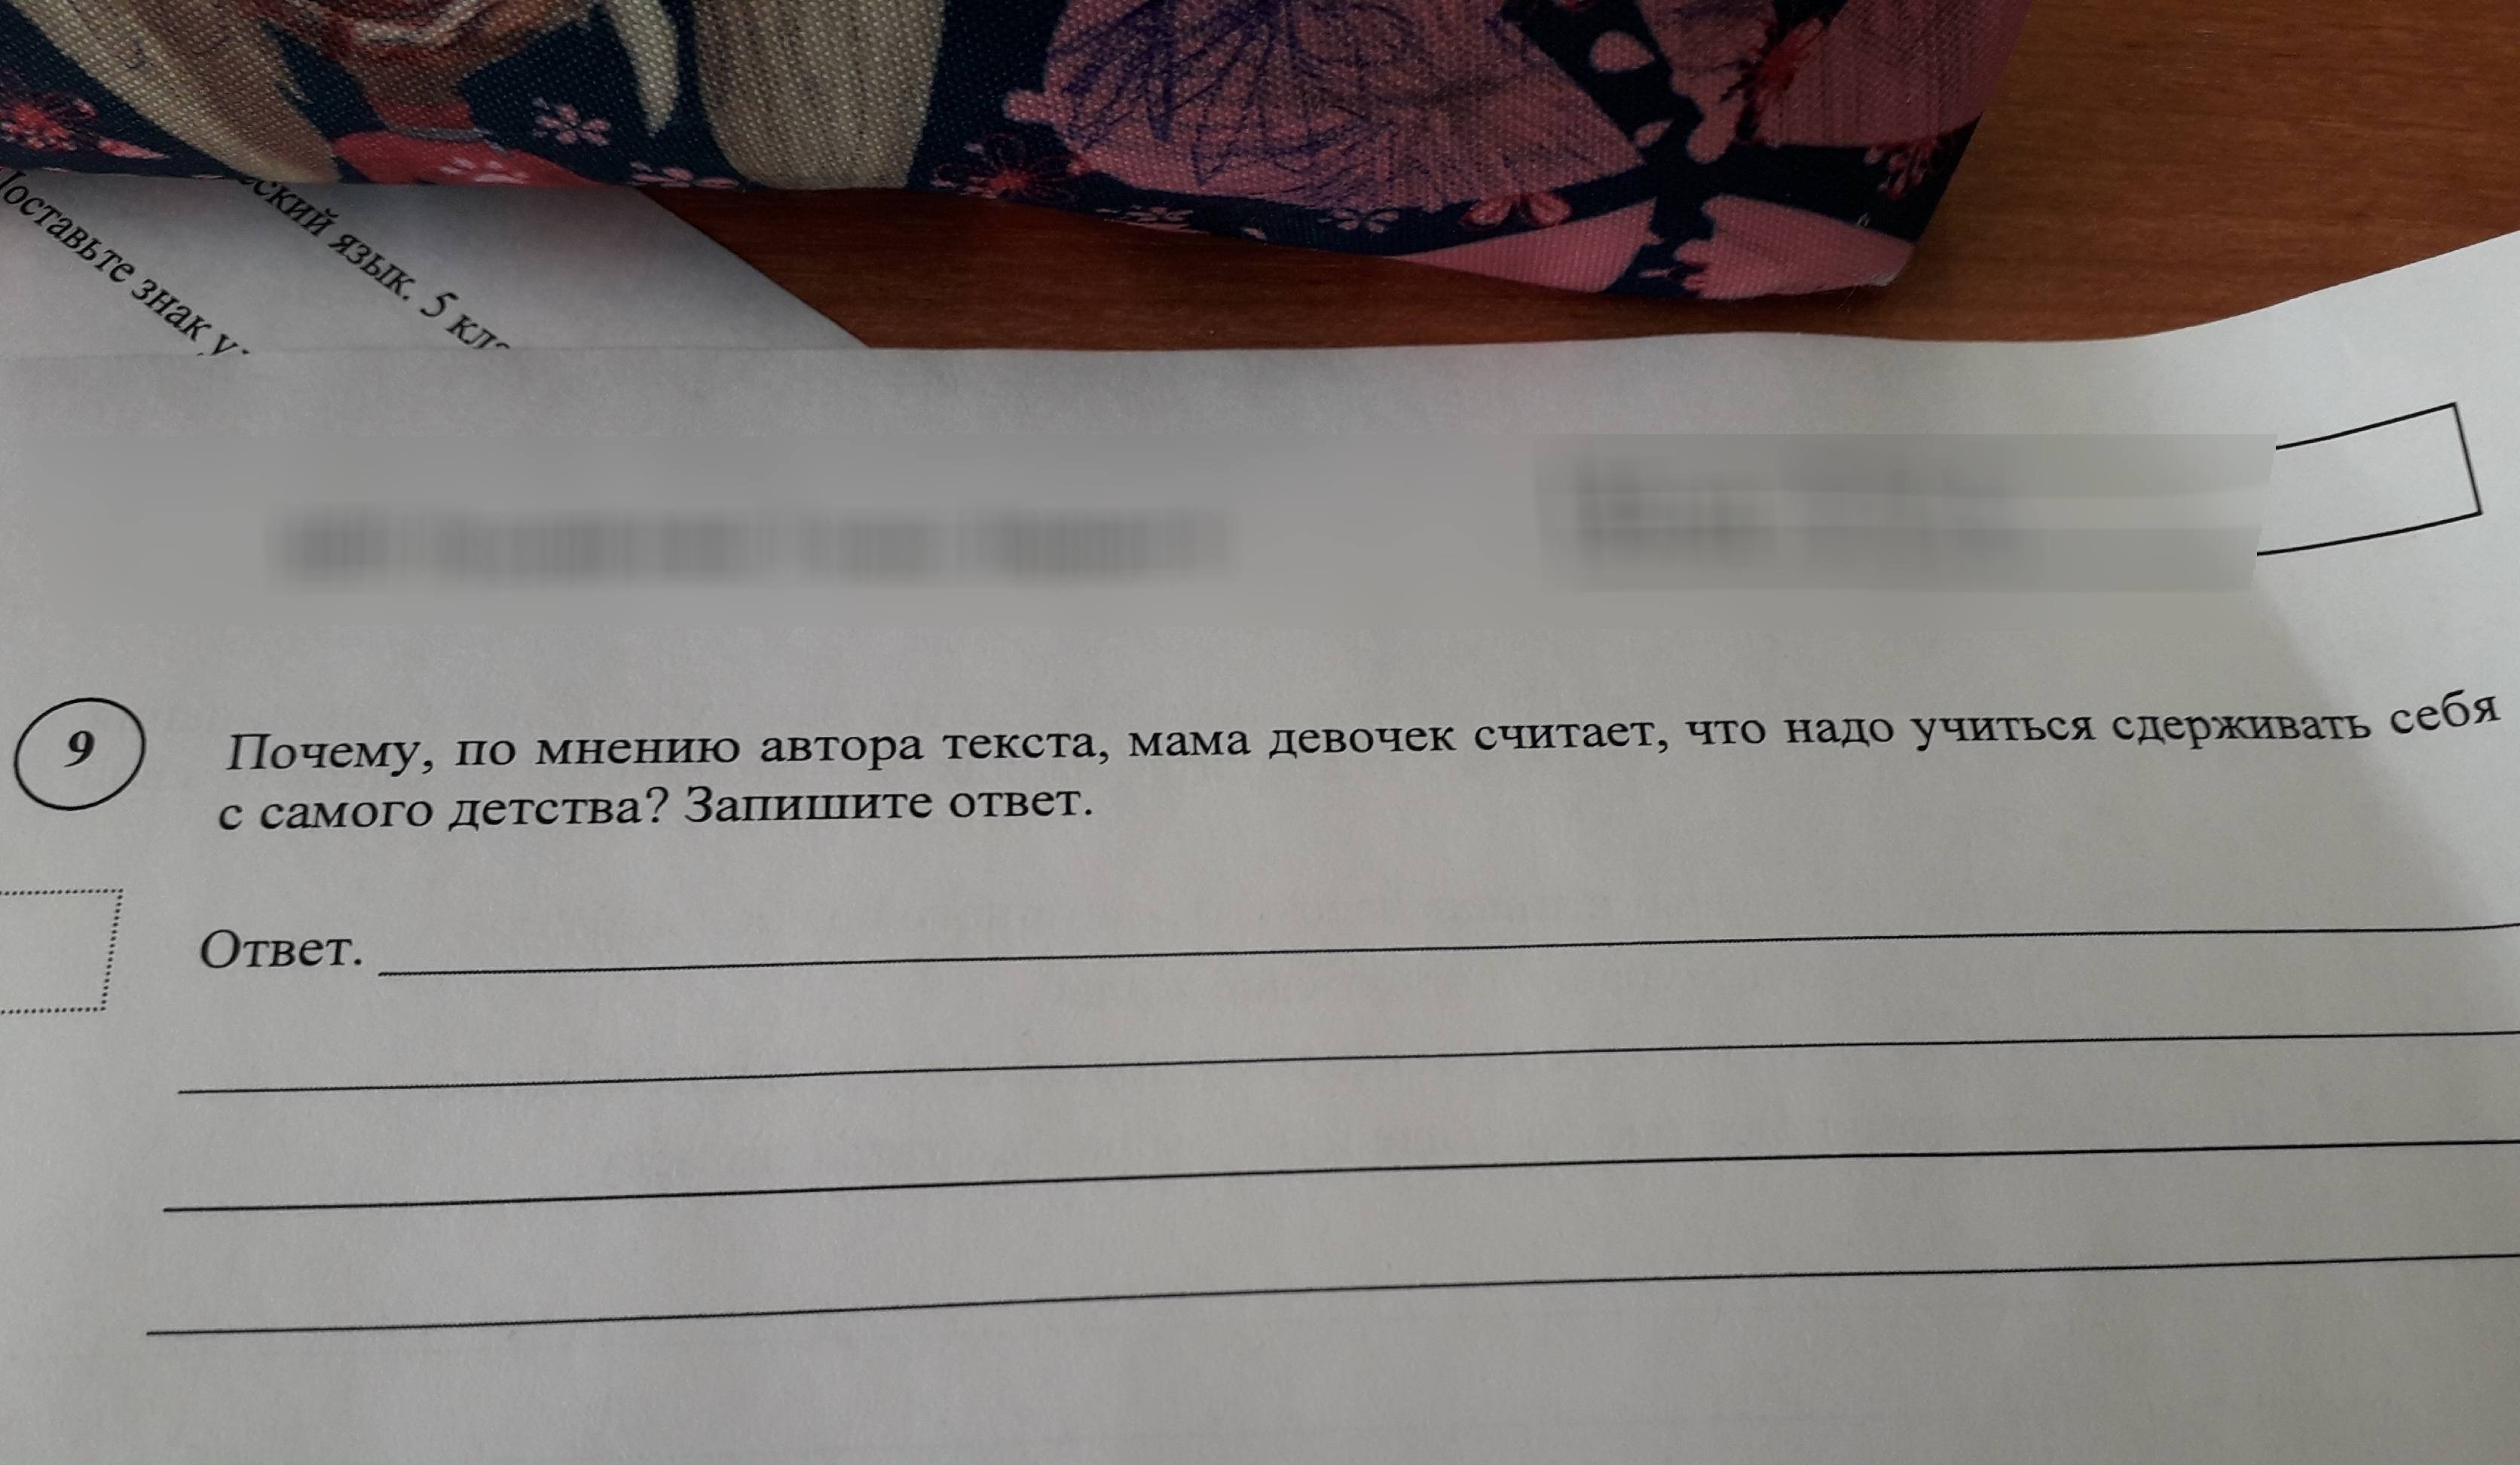 ский язык. 5 кл
оставьте знак у
9 Почему, по мнению автора текста, мама девочек считает, что надо учиться сдерживать себя
с самого детства? Запишите ответ.
Ответ.